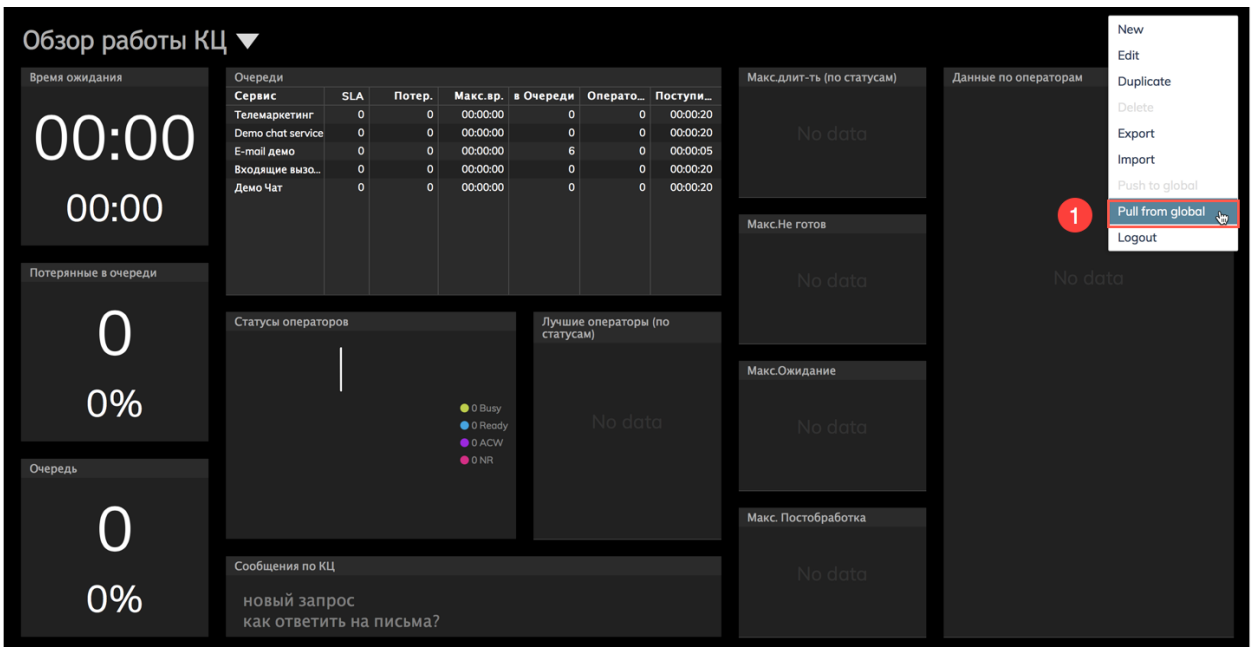 Обзор работы КЦ
Время ожидания
00:00
00:00
Потерянные в очереди
0
0%
Очередь
0
0%
Очереди
Сервис SLA Потер. Макс.вр. в Очереди Операто... Поступи...
Телемаркетинг 0 0 00:00:00 0 0 00:00:20
Demo chat service 0 0 00:00:00 0 0 00:00:20
E-mail демо 0 0 00:00:00 6 0 00:00:05
Входящие вызо... 0 0 00:00:00 0 0 00:00:20
Демо Чат 0 0 00:00:00 0 0 00:00:20
Статусы операторов
0 Busy
0 Ready
0 ACW
0 NR
Лучшие операторы (по
статусам)
No data
Сообщения по КЦ
новый запрос
как ответить на письма?
Макс.длит-ть (по статусам)
No data
Макс.Не готов
No data
Макс.Ожидание
No data
Макс. Постобработка
No data
Данные по операторам
No data
New
Edit
Duplicate
Delete
Export
Import
Push to global
1
Pull from global
Logout